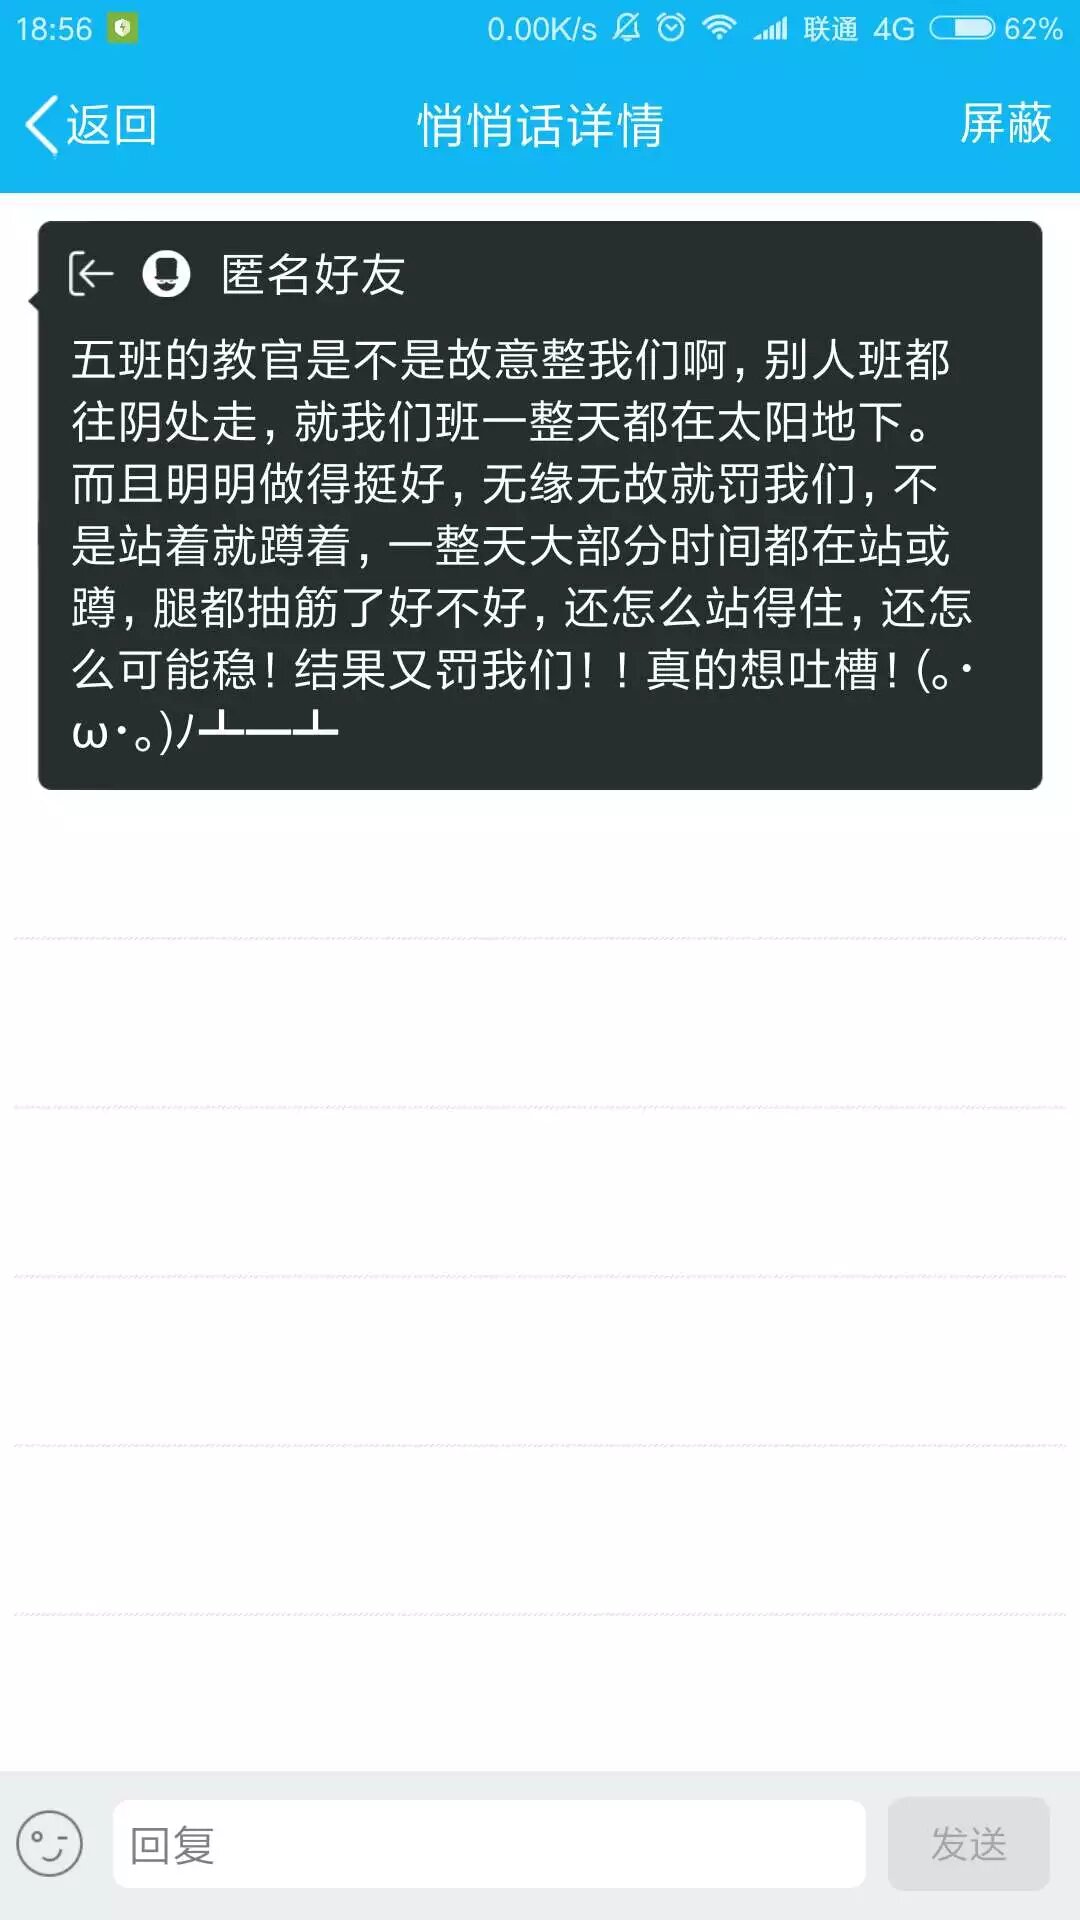 18:56 0.00K/s 联通 4G 62%
返回 悄悄话详情 屏蔽
匿名好友
五班的教官是不是故意整我们啊,别人班都
往阴处走,就我们班一整天都在太阳地下。
而且明明做得挺好,无缘无故就罚我们,不
是站着就蹲着,一整天大部分时间都在站或
蹲,腿都抽筋了好不好,还怎么站得住,还怎
么可能稳!结果又罚我们!!真的想吐槽!(｡･
ω･｡)ﾉ┻━┻
回复 发送